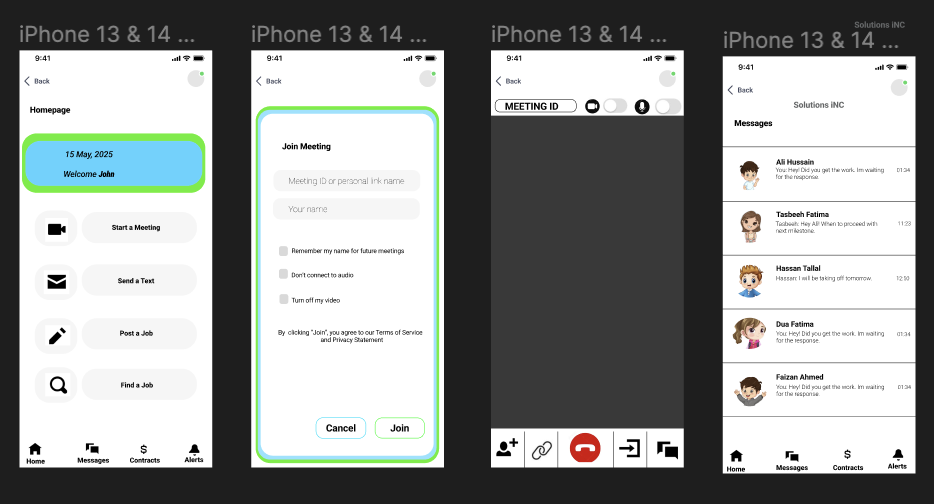 iPhone 13 & 14 ...
9:41
Back
Homepage
15 May, 2025
Welcome John
Start a Meeting
Send a Text
Post a Job
Find a Job
Home
Messages
$
Contracts
Alerts
iPhone 13 & 14 ...
9:41
Back
Join Meeting
Meeting ID or personal link name
Your name
Remember my name for future meetings
Don't connect to audio
Turn off my video
By clicking "Join", you agree to our Terms of Service
and Privacy Statement
Cancel
Join
iPhone 13 & 14 ...
9:41
Back
MEETING ID
Solutions iNC
iPhone 13 & 14 ...
9:41
Back
Solutions iNC
Messages
Ali Hussain
You: Hey! Did you get the work. Im waiting
for the response.
01:34
Tasbeeh Fatima
Tasbeeh: Hey Ali! When to proceed with
next milestone.
11:23
Hassan Tallal
Hassan: I will be taking off tomorrow.
12:50
Dua Fatima
You: Hey! Did you get the work. Im waiting
for the response.
01:34
Faizan Ahmed
You: Hey! Did you get the work. Im waiting
for the response.
01:34
Home
Messages
$
Contracts
Alerts